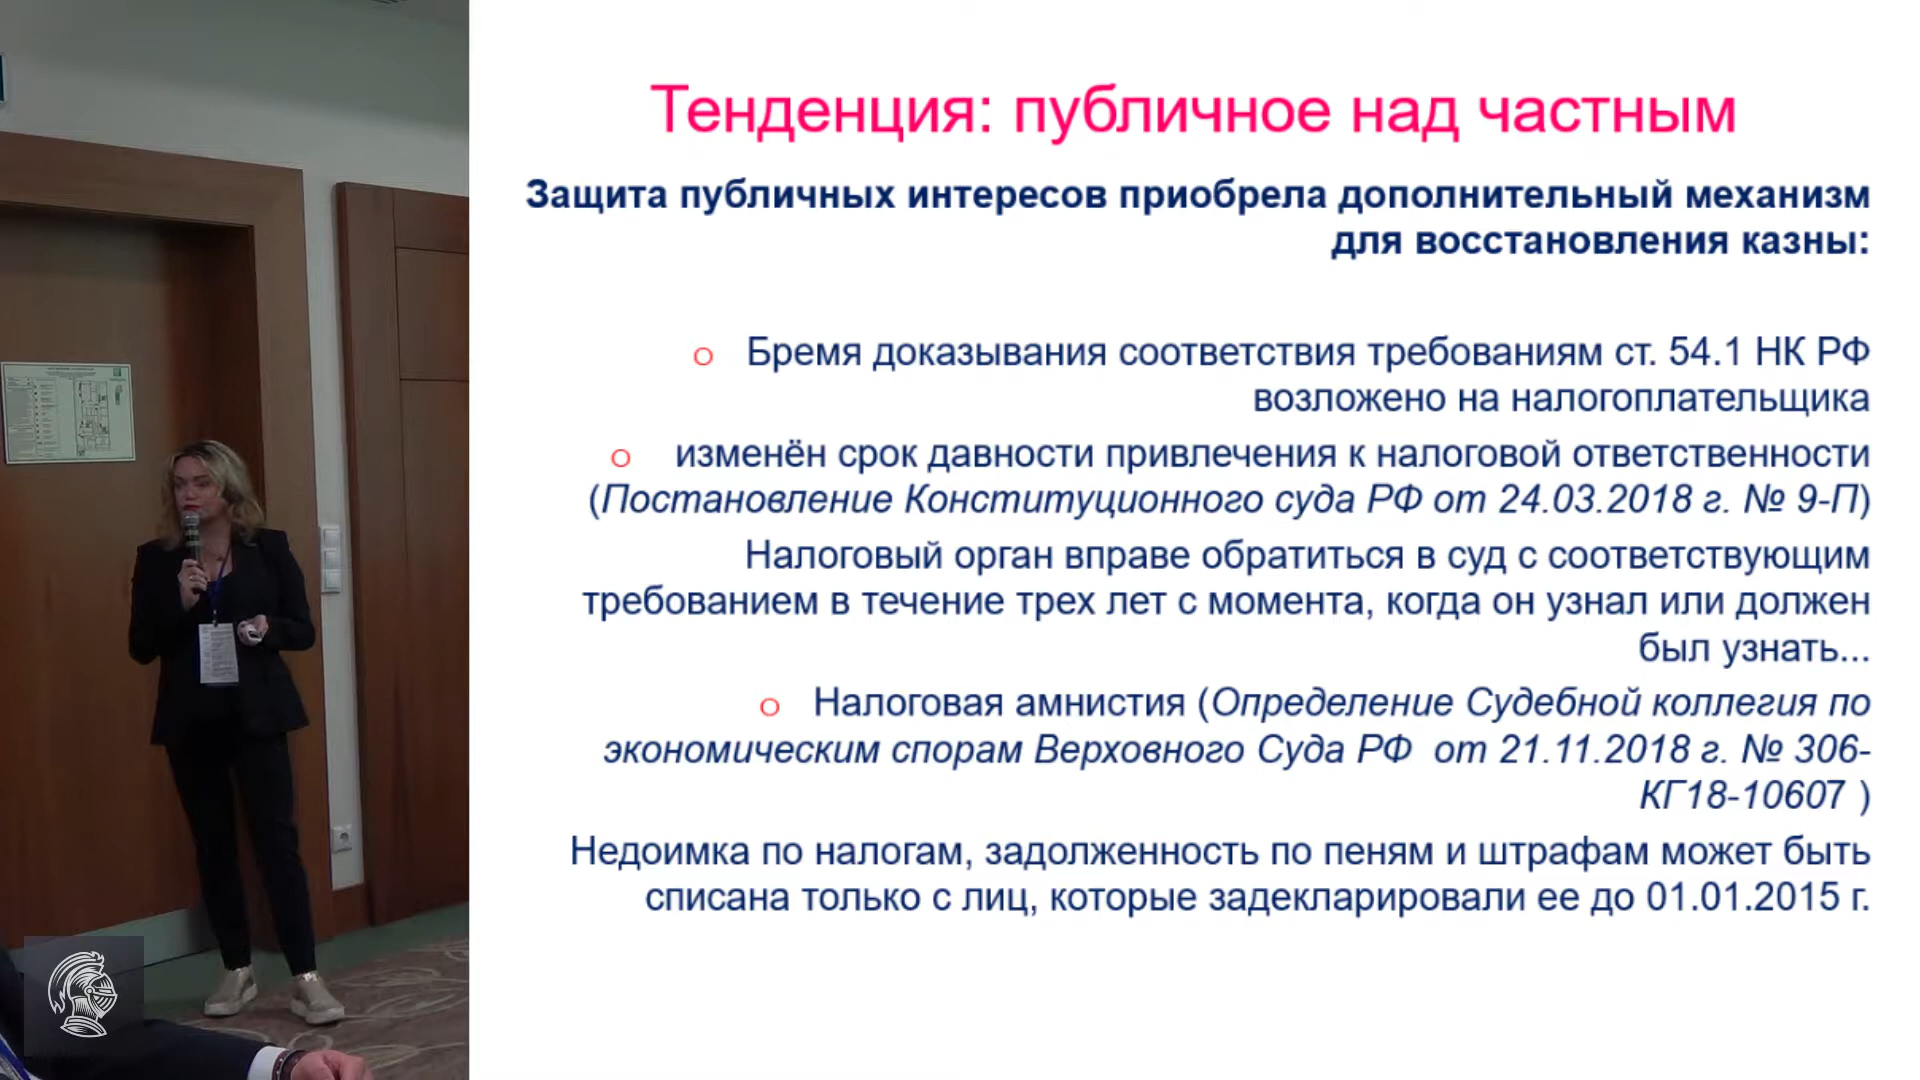 Тенденция: публичное над частным
Защита публичных интересов приобрела дополнительный механизм
для восстановления казны:
o Бремя доказывания соответствия требованиям ст. 54.1 НК РФ
возложено на налогоплательщика
o изменён срок давности привлечения к налоговой ответственности
(Постановление Конституционного суда РФ от 24.03.2018 г. № 9-П)
Налоговый орган вправе обратиться в суд с соответствующим
требованием в течение трех лет с момента, когда он узнал или должен
был узнать...
o Налоговая амнистия (Определение Судебной коллегия по
экономическим спорам Верховного Суда РФ от 21.11.2018 г. № 306-
КГ18-10607 )
Недоимка по налогам, задолженность по пеням и штрафам может быть
списана только с лиц, которые задекларировали ее до 01.01.2015 г.